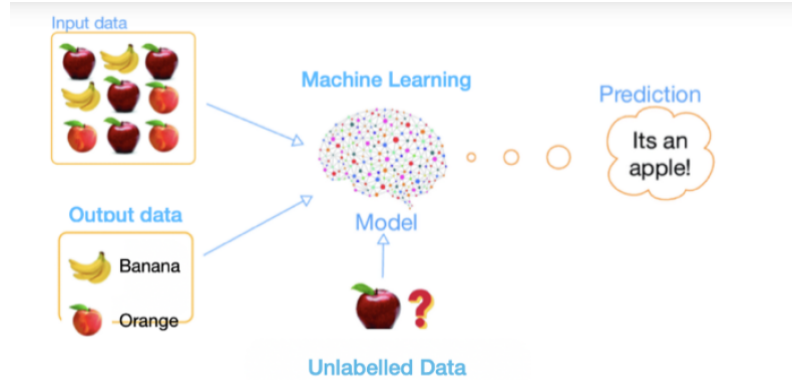 Input data
Machine Learning
Prediction
Its an
apple!
Output data
Model
Banana
Orange
?
Unlabelled Data